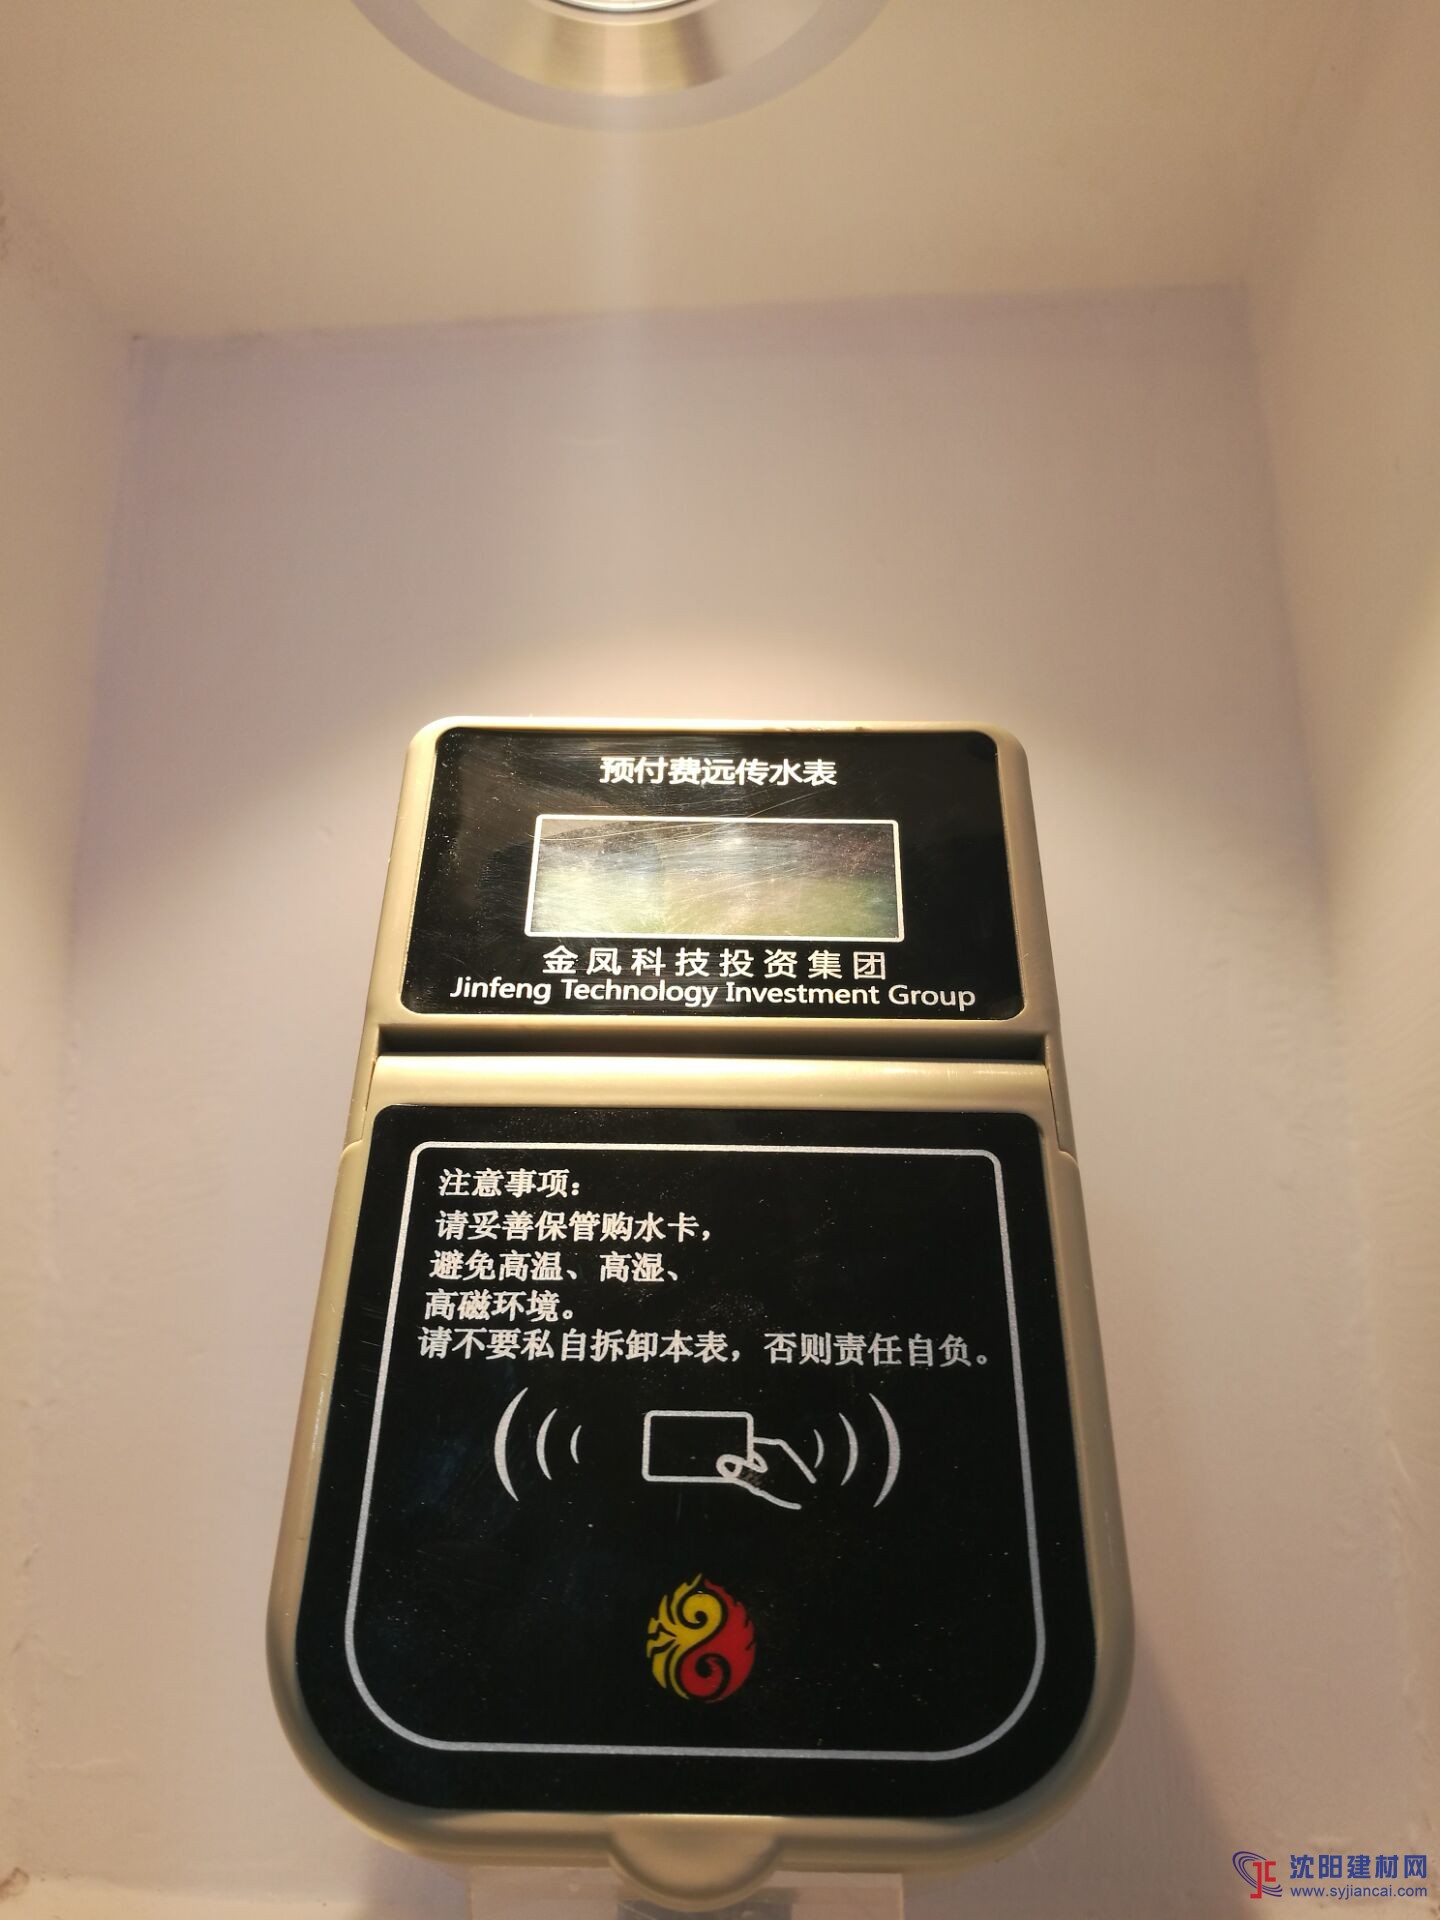 预付费远传水表
金凤科技投资集团
Jinfeng Technology Investment Group
注意事项：
请妥善保管购水卡，
避免高温、高湿、
高磁环境。
请不要私自拆卸本表，否则责任自负。
沈阳建材网
www.syjiancai.com